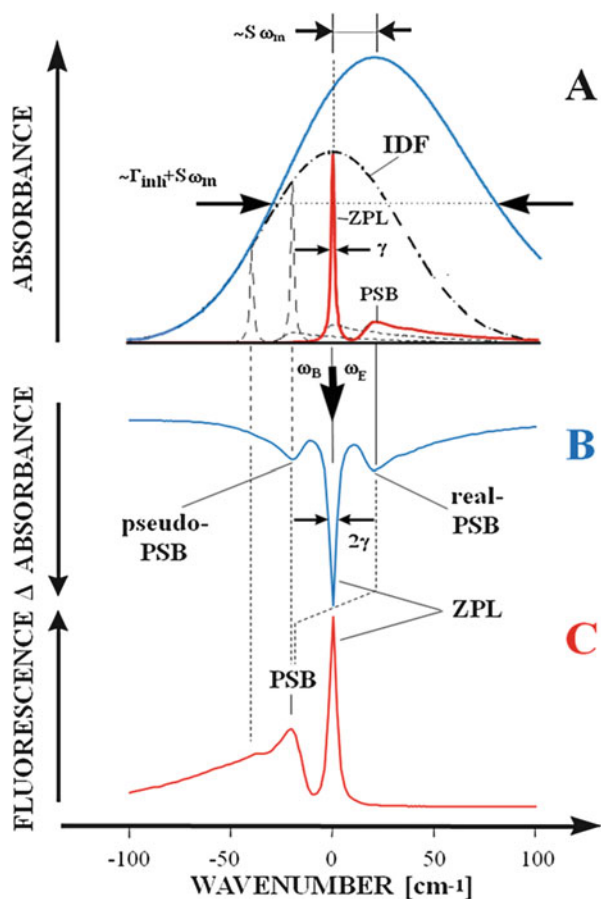 ~S ωm
A
ABSORBANCE
IDF
~Γinh+S ωm
ZPL
γ
PSB
ωB ωE
B
Δ ABSORBANCE
pseudo-
PSB
real-
PSB
2γ
ZPL
C
PSB
FLUORESCENCE
-100 -50 0 50 100
WAVENUMBER [cm-1]